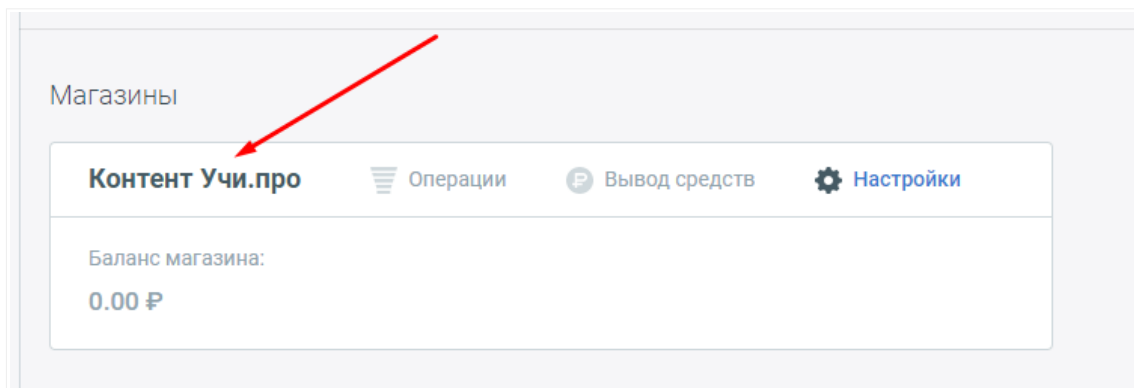 Магазины
Контент Учи.про Операции Вывод средств Настройки
Баланс магазина:
0.00 ₽